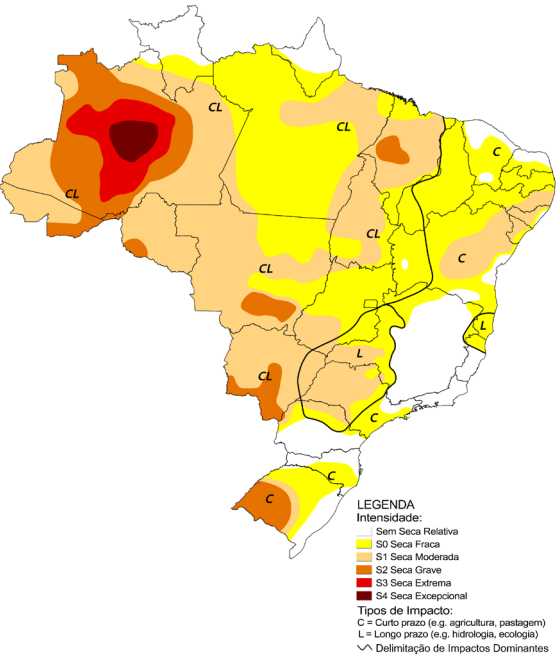 CL
CL
C
CL
CL
C
CL
L
L
CL
C
C
C
LEGENDA
Intensidade:
Sem Seca Relativa
S0 Seca Fraca
S1 Seca Moderada
S2 Seca Grave
S3 Seca Extrema
S4 Seca Excepcional
Tipos de Impacto:
C = Curto prazo (e.g. agricultura, pastagem)
L = Longo prazo (e.g. hidrologia, ecologia)
Delimitação de Impactos Dominantes